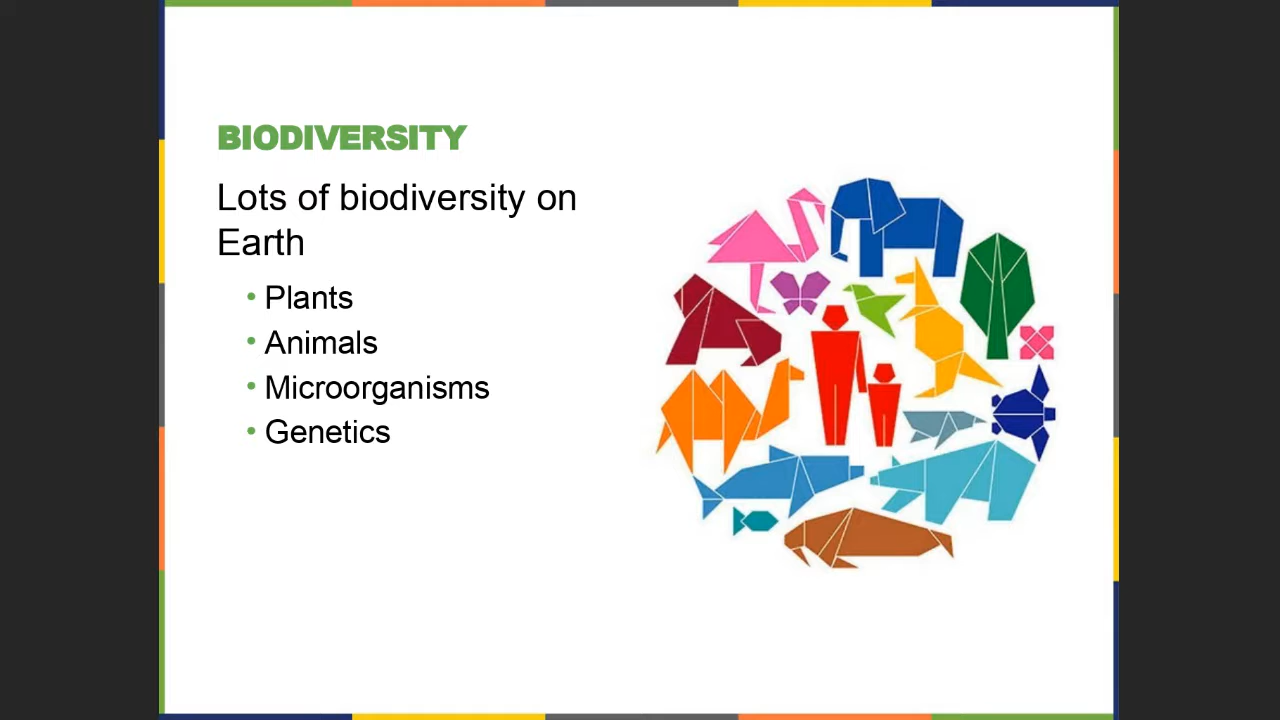 BIODIVERSITY
Lots of biodiversity on
Earth
• Plants
• Animals
• Microorganisms
• Genetics